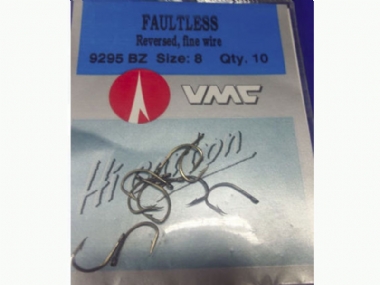 FAULTLESS
Reversed, fine wire
9295 BZ Size: 8 Qty. 10
VMC